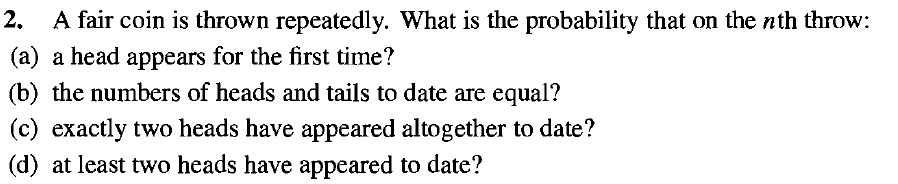 2. A fair coin is thrown repeatedly. What is the probability that on the nth throw:
(a) a head appears for the first time?
(b) the numbers of heads and tails to date are equal?
(c) exactly two heads have appeared altogether to date?
(d) at least two heads have appeared to date?